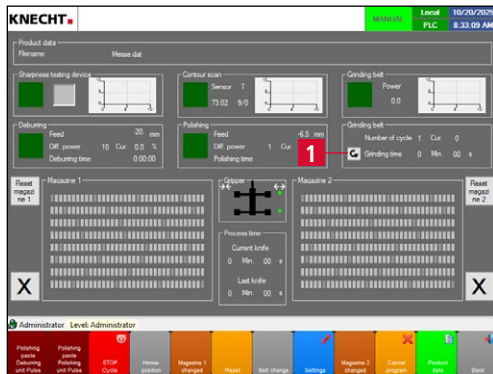 KNECHT
MANUAL
Local
PLC
10/20/2025
8:33:09 AM
Product data
Filename:
Messe.dat
Sharpness testing device
Contour scan
Sensor T
73.02 9/0
Grinding belt
Power
0.0
Deburring
Feed -20. mm
Diff. power 10 Cur. 0.0 %
Deburring time 0:00:00
Polishing
Feed -6.5 mm
Diff. power 1 Cur.
Polishing time
1
Grinding belt
Number of cycle 1 Cur. 0
Grinding time 0 Min. 00 s
Reset
magazi
ne 1
Magazine 1
Gripper
Magazine 2
Reset
magazi
ne 2
Process time
Current knife
0 Min. 00 s
Last knife
0 Min. 00 s
X
X
Administrator Level: Administrator
Polishing
paste
Deburring
unit Pulse
Polishing
paste
Polishing
unit Pulse
STOP
Cycle
Home-
position
Magazine 1
changed
Reset
Belt change
Settings
Magazine 2
changed
Cancel
program
Product
data
Back